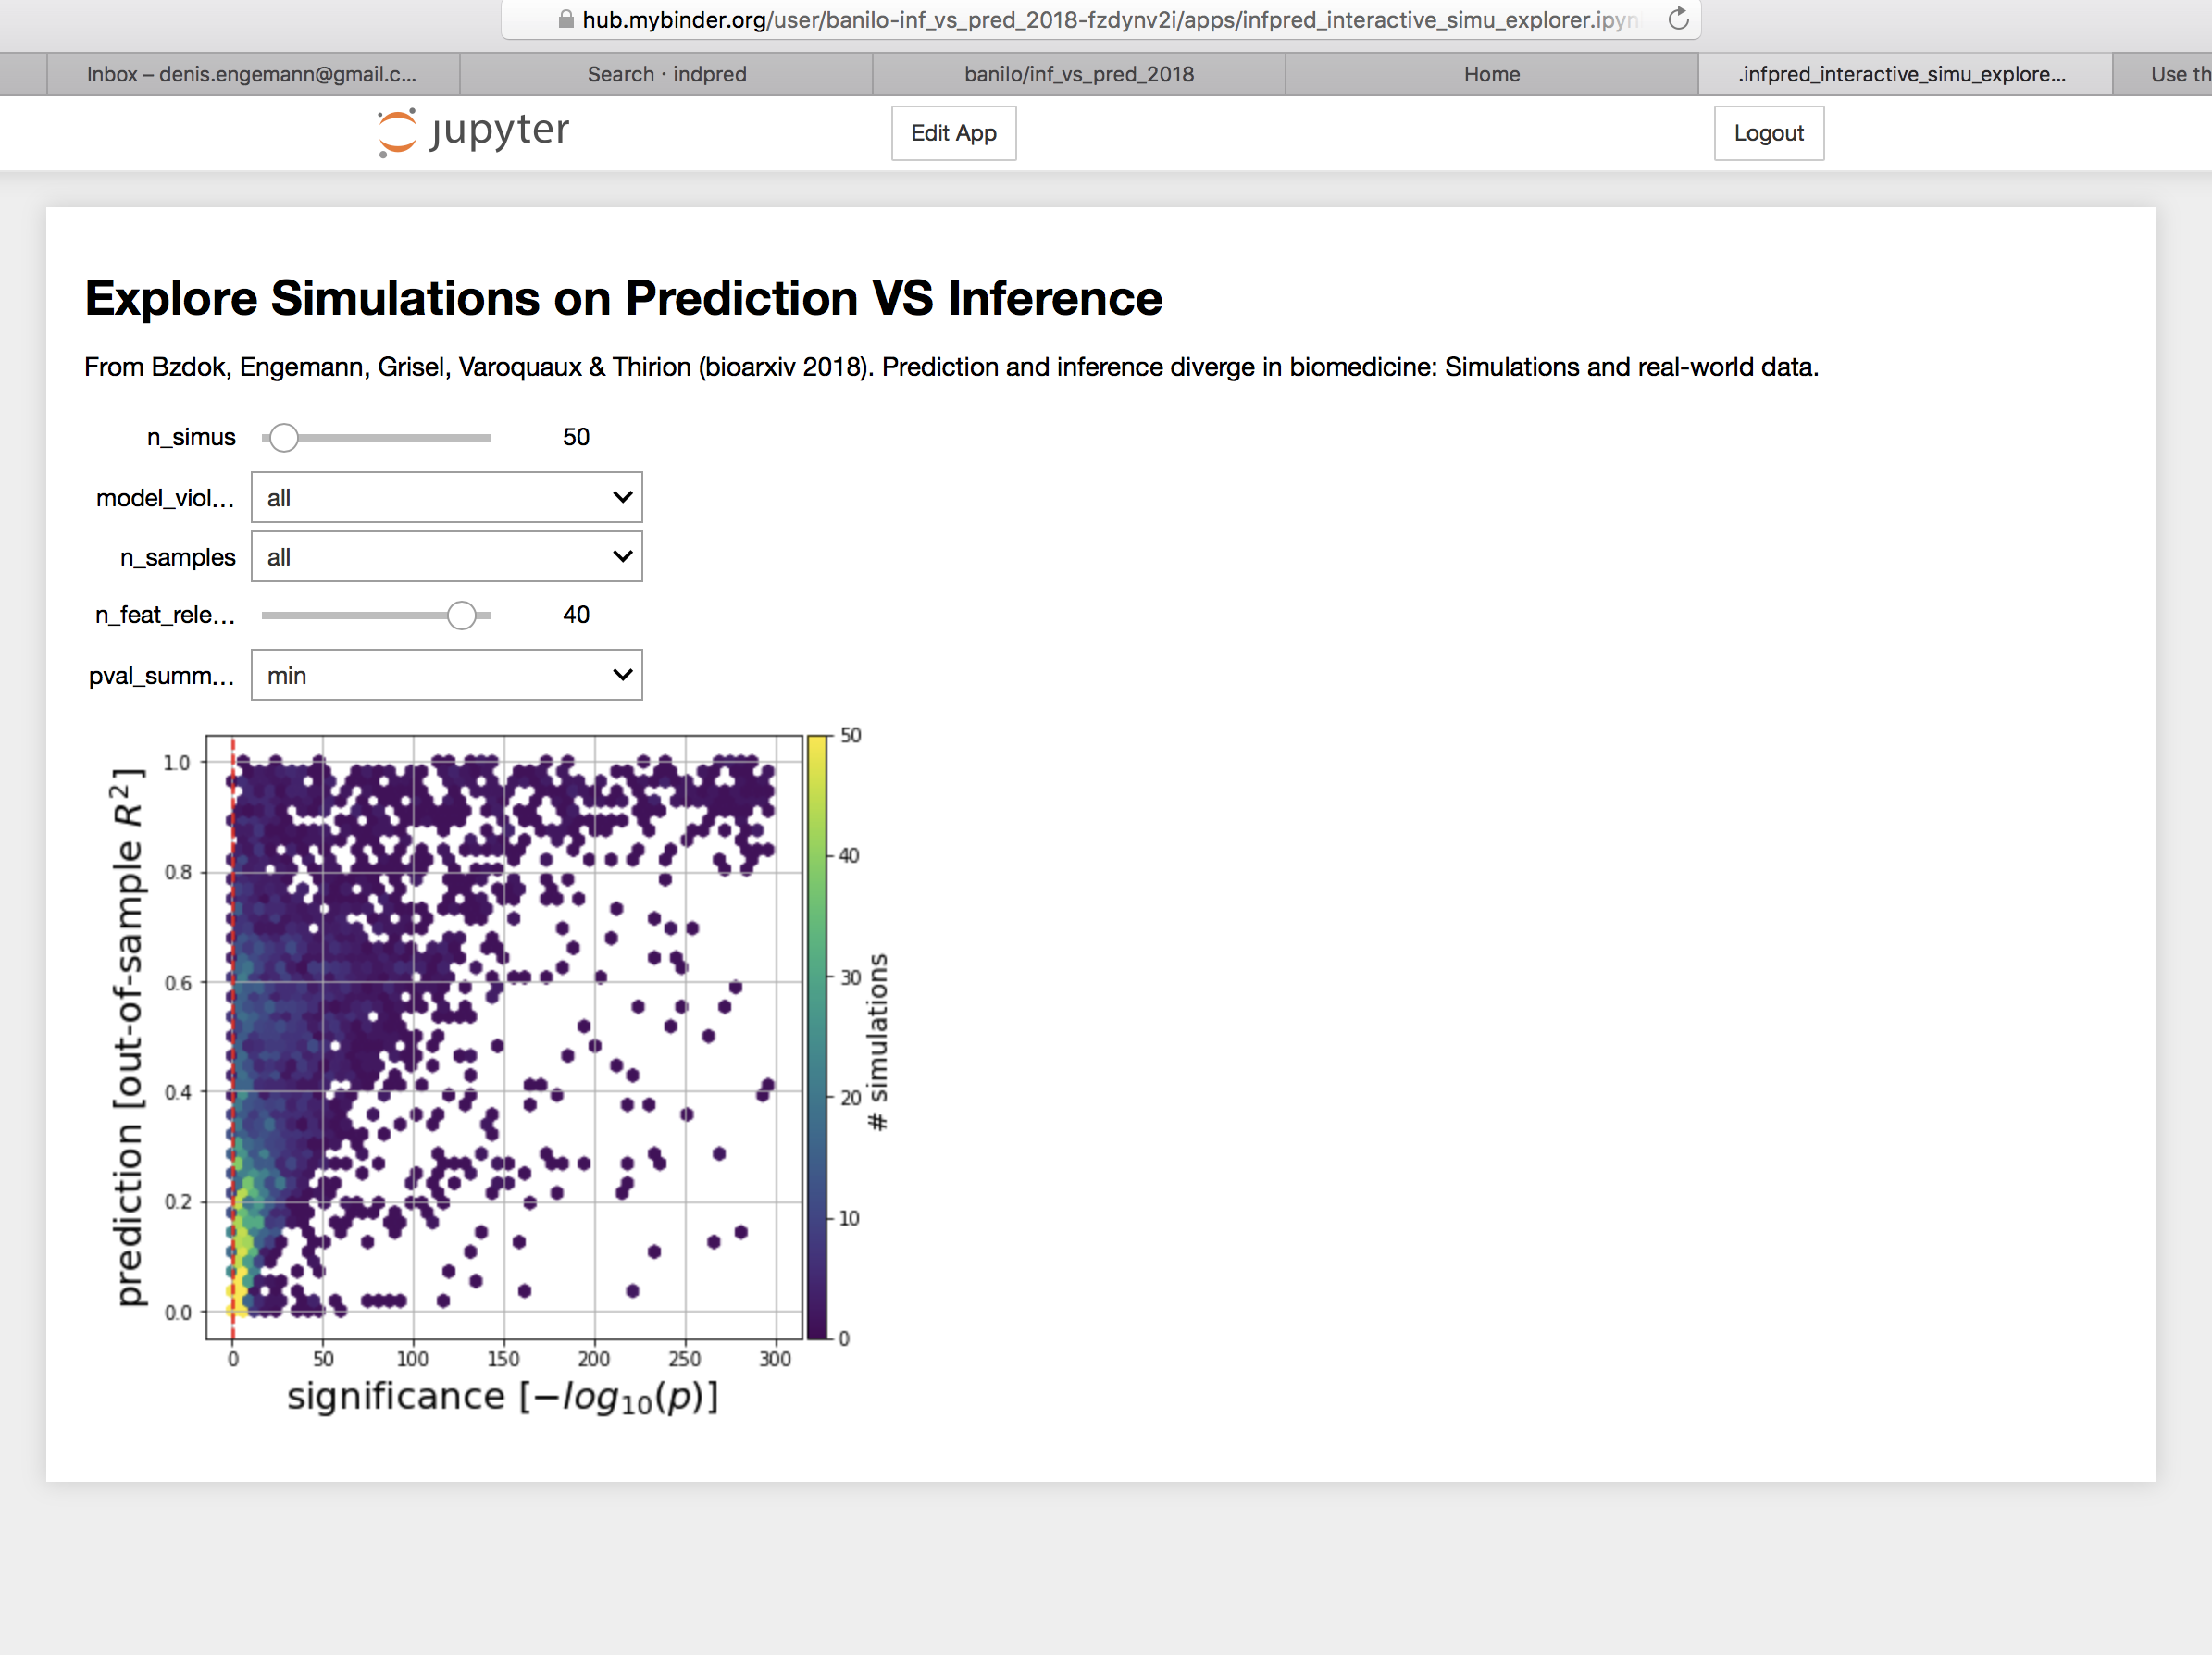 hub.mybinder.org/user/banilo-inf_vs_pred_2018-fzdynv2i/apps/infpred_interactive_simu_explorer.ipyn
Inbox – denis.engemann@gmail.c...
Search · indpred
banilo/inf_vs_pred_2018
Home
.infpred_interactive_simu_explore...
Use th
jupyter
Edit App
Logout
Explore Simulations on Prediction VS Inference
From Bzdok, Engemann, Grisel, Varoquaux & Thirion (bioarxiv 2018). Prediction and inference diverge in biomedicine: Simulations and real-world data.
n_simus 50
model_viol... all
n_samples all
n_feat_rele... 40
pval_summ... min
prediction [out-of-sample R²]
1.0
0.8
0.6
0.4
0.2
0.0
0 50 100 150 200 250 300
significance [−log₁₀(p)]
50
40
30
20
10
0
# simulations